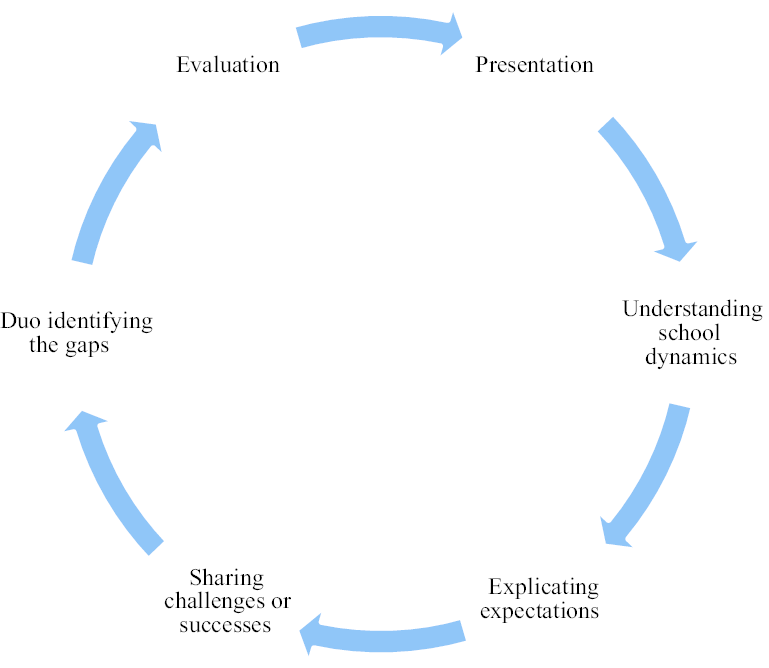 Evaluation
Presentation
Understanding
school
dynamics
Explicating
expectations
Sharing
challenges or
successes
Duo identifying
the gaps